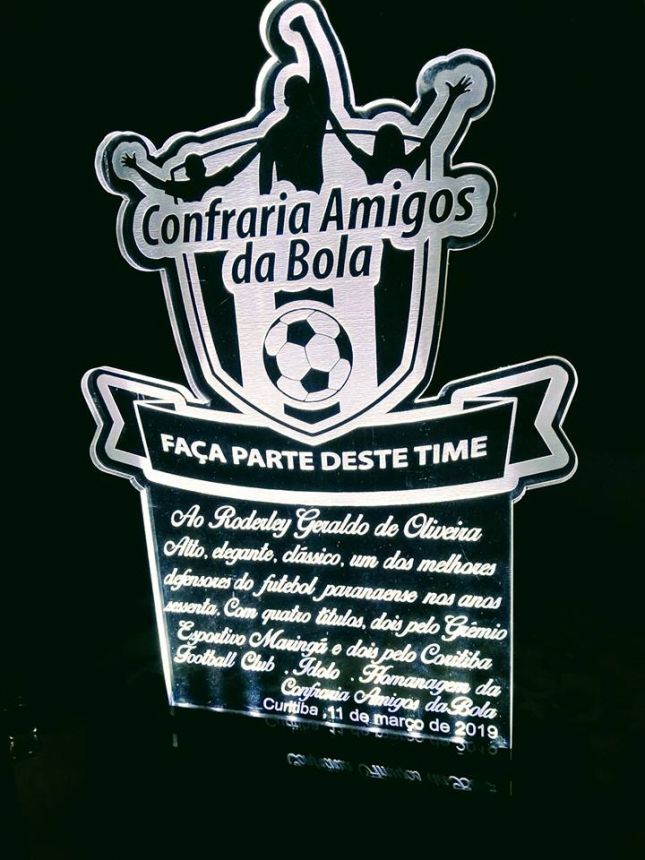 Confraria Amigos
da Bola
FAÇA PARTE DESTE TIME
Ao Roderley Geraldo de Oliveira
Alto, elegante, clássico, um dos melhores
defensores do futebol paranaense nos anos
sessenta. Com quatro títulos, dois pelo Grêmio
Esportivo Maringá e dois pelo Coritiba
Football Club . Idolo . Homanagem da
Confraria Amigos da Bola
Curitiba ,11 de março de 2019